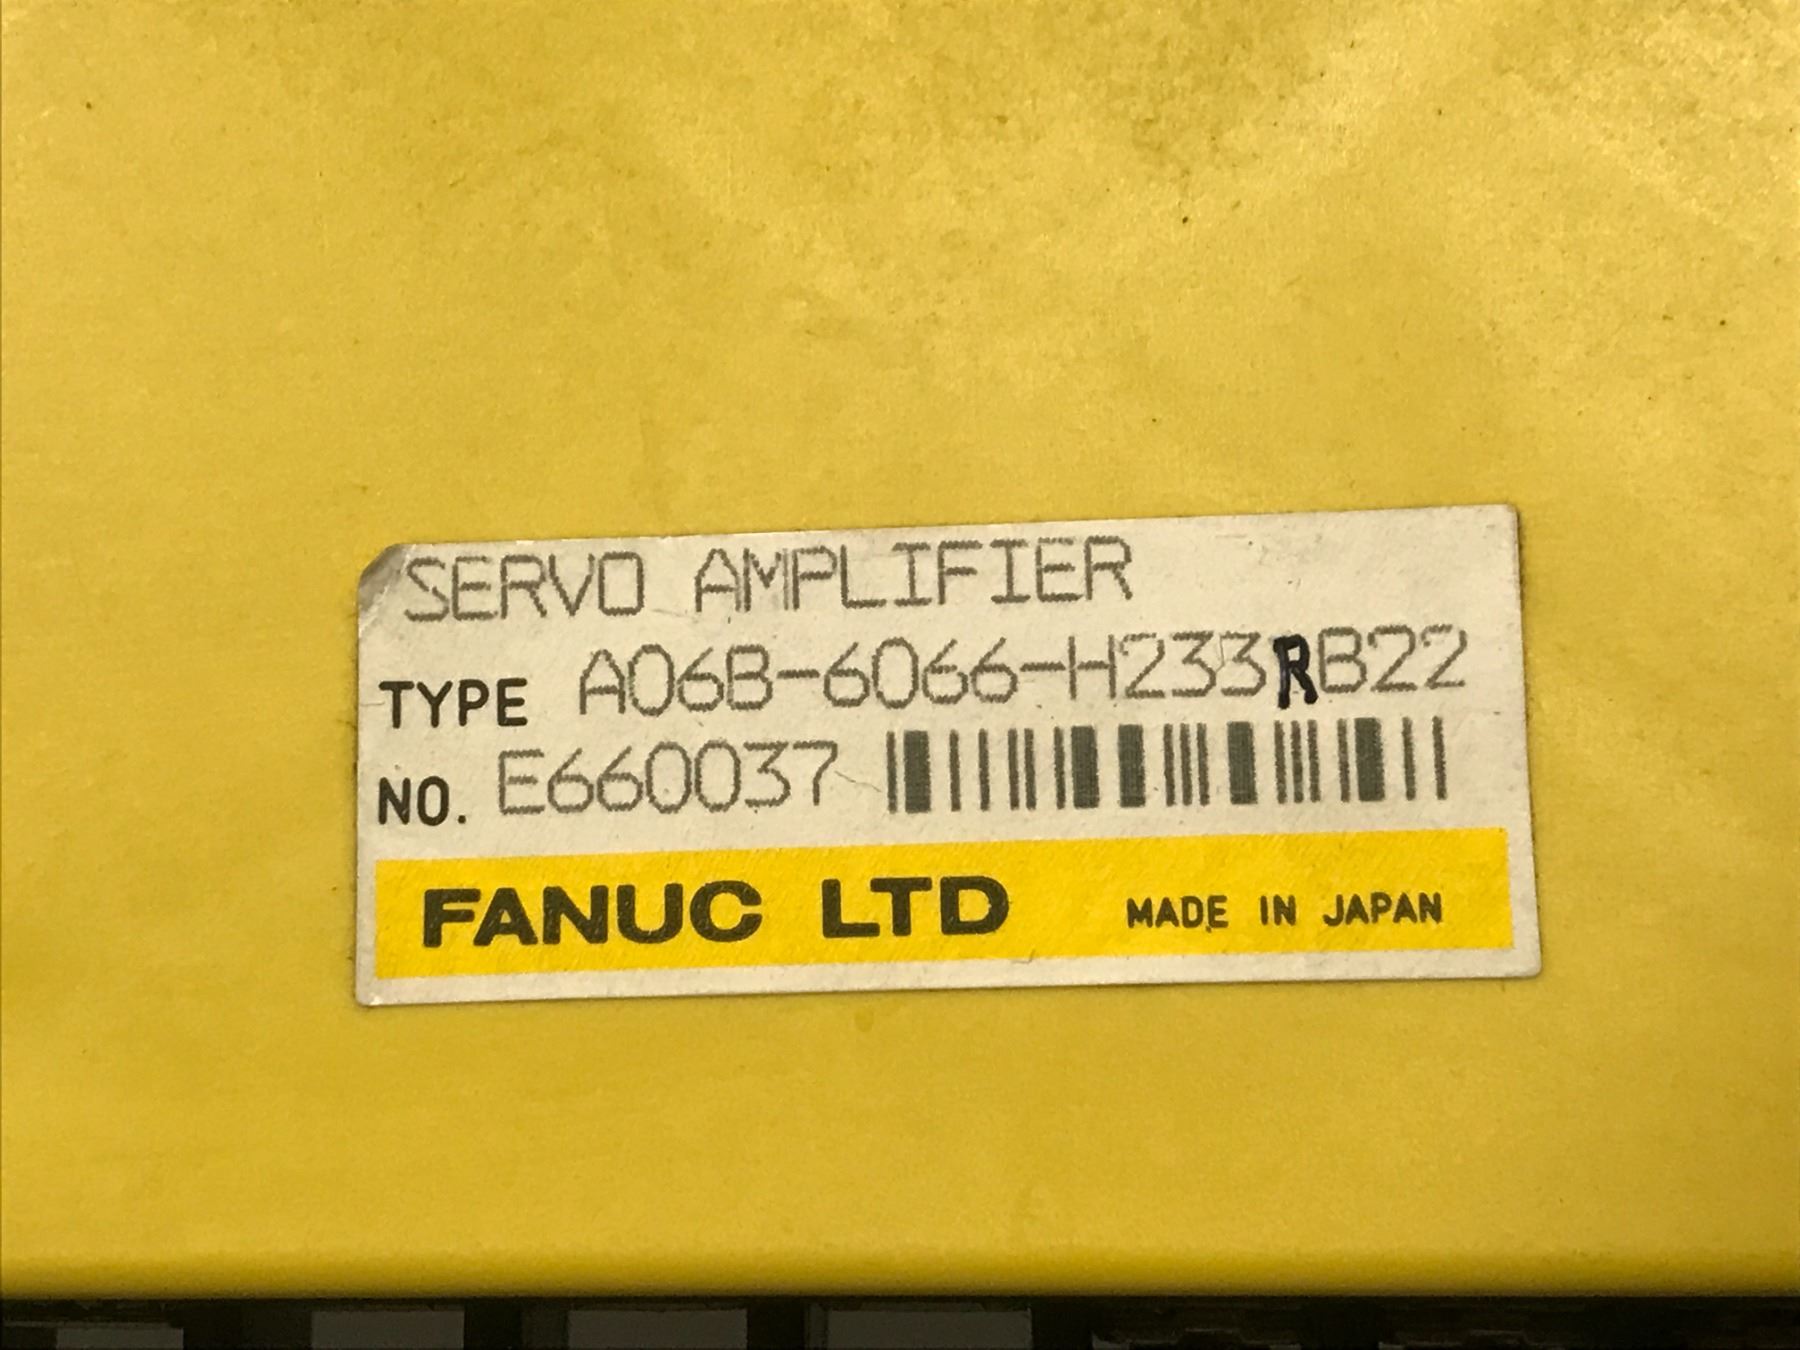 SERVO AMPLIFIER
TYPE A06B-6066-H233RB22
NO. E660037
FANUC LTD MADE IN JAPAN